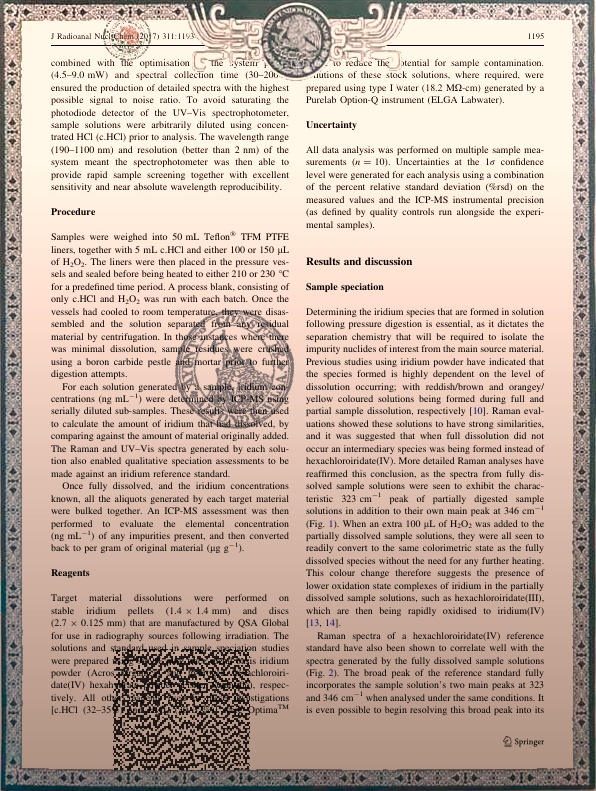 J Radioanal Nucl Chem (2017) 311:1193
1195
combined with the optimisation the system
(4.5–9.0 mW) and spectral collection time (30–200
ensured the production of detailed spectra with the highest
possible signal to noise ratio. To avoid saturating the
photodiode detector of the UV–Vis spectrophotometer,
sample solutions were arbitrarily diluted using concen-
trated HCl (c.HCl) prior to analysis. The wavelength range
(190–1100 nm) and resolution (better than 2 nm) of the
system meant the spectrophotometer was then able to
provide rapid sample screening together with excellent
sensitivity and near absolute wavelength reproducibility.
Procedure
Samples were weighed into 50 mL Teflon® TFM PTFE
liners, together with 5 mL c.HCl and either 100 or 150 μL
of H₂O₂. The liners were then placed in the pressure ves-
sels and sealed before being heated to either 210 or 230 °C
for a predefined time period. A process blank, consisting of
only c.HCl and H₂O₂ was run with each batch. Once the
vessels had cooled to room temperature, they were disas-
sembled and the solution separated from any residual
material by centrifugation. In those instances where there
was minimal dissolution, sample residues were crushed
using a boron carbide pestle and mortar prior to further
digestion attempts.
For each solution generated by a sample, iridium con-
centrations (ng mL⁻¹) were determined by ICP-MS using
serially diluted sub-samples. These results were then used
to calculate the amount of iridium that had dissolved, by
comparing against the amount of material originally added.
The Raman and UV–Vis spectra generated by each solu-
tion also enabled qualitative speciation assessments to be
made against an iridium reference standard.
Once fully dissolved, and the iridium concentrations
known, all the aliquots generated by each target material
were bulked together. An ICP-MS assessment was then
performed to evaluate the elemental concentration
(ng mL⁻¹) of any impurities present, and then converted
back to per gram of original material (μg g⁻¹).
Reagents
Target material dissolutions were performed on
stable iridium pellets (1.4 × 1.4 mm) and discs
(2.7 × 0.125 mm) that are manufactured by QSA Global
for use in radiography sources following irradiation. The
solutions and standard used in sample speciation studies
were prepared iridium
powder (Acros chloroiri-
date(IV) hexah ), respec-
tively. All oth estigations
[c.HCl (32–35 Optima™
to reduce the potential for sample contamination.
lutions of these stock solutions, where required, were
prepared using type I water (18.2 MΩ-cm) generated by a
Purelab Option-Q instrument (ELGA Labwater).
Uncertainty
All data analysis was performed on multiple sample mea-
surements (n = 10). Uncertainties at the 1σ confidence
level were generated for each analysis using a combination
of the percent relative standard deviation (%rsd) on the
measured values and the ICP-MS instrumental precision
(as defined by quality controls run alongside the experi-
mental samples).
Results and discussion
Sample speciation
Determining the iridium species that are formed in solution
following pressure digestion is essential, as it dictates the
separation chemistry that will be required to isolate the
impurity nuclides of interest from the main source material.
Previous studies using iridium powder have indicated that
the species formed is highly dependent on the level of
dissolution occurring; with reddish/brown and orangey/
yellow coloured solutions being formed during full and
partial sample dissolution, respectively [10]. Raman eval-
uations showed these solutions to have strong similarities,
and it was suggested that when full dissolution did not
occur an intermediary species was being formed instead of
hexachloroiridate(IV). More detailed Raman analyses have
reaffirmed this conclusion, as the spectra from fully dis-
solved sample solutions were seen to exhibit the charac-
teristic 323 cm⁻¹ peak of partially digested sample
solutions in addition to their own main peak at 346 cm⁻¹
(Fig. 1). When an extra 100 μL of H₂O₂ was added to the
partially dissolved sample solutions, they were all seen to
readily convert to the same colorimetric state as the fully
dissolved species without the need for any further heating.
This colour change therefore suggests the presence of
lower oxidation state complexes of iridium in the partially
dissolved sample solutions, such as hexachloroiridate(III),
which are then being rapidly oxidised to iridium(IV)
[13, 14].
Raman spectra of a hexachloroiridate(IV) reference
standard have also been shown to correlate well with the
spectra generated by the fully dissolved sample solutions
(Fig. 2). The broad peak of the reference standard fully
incorporates the sample solution's two main peaks at 323
and 346 cm⁻¹ when analysed under the same conditions. It
is even possible to begin resolving this broad peak into its
Springer